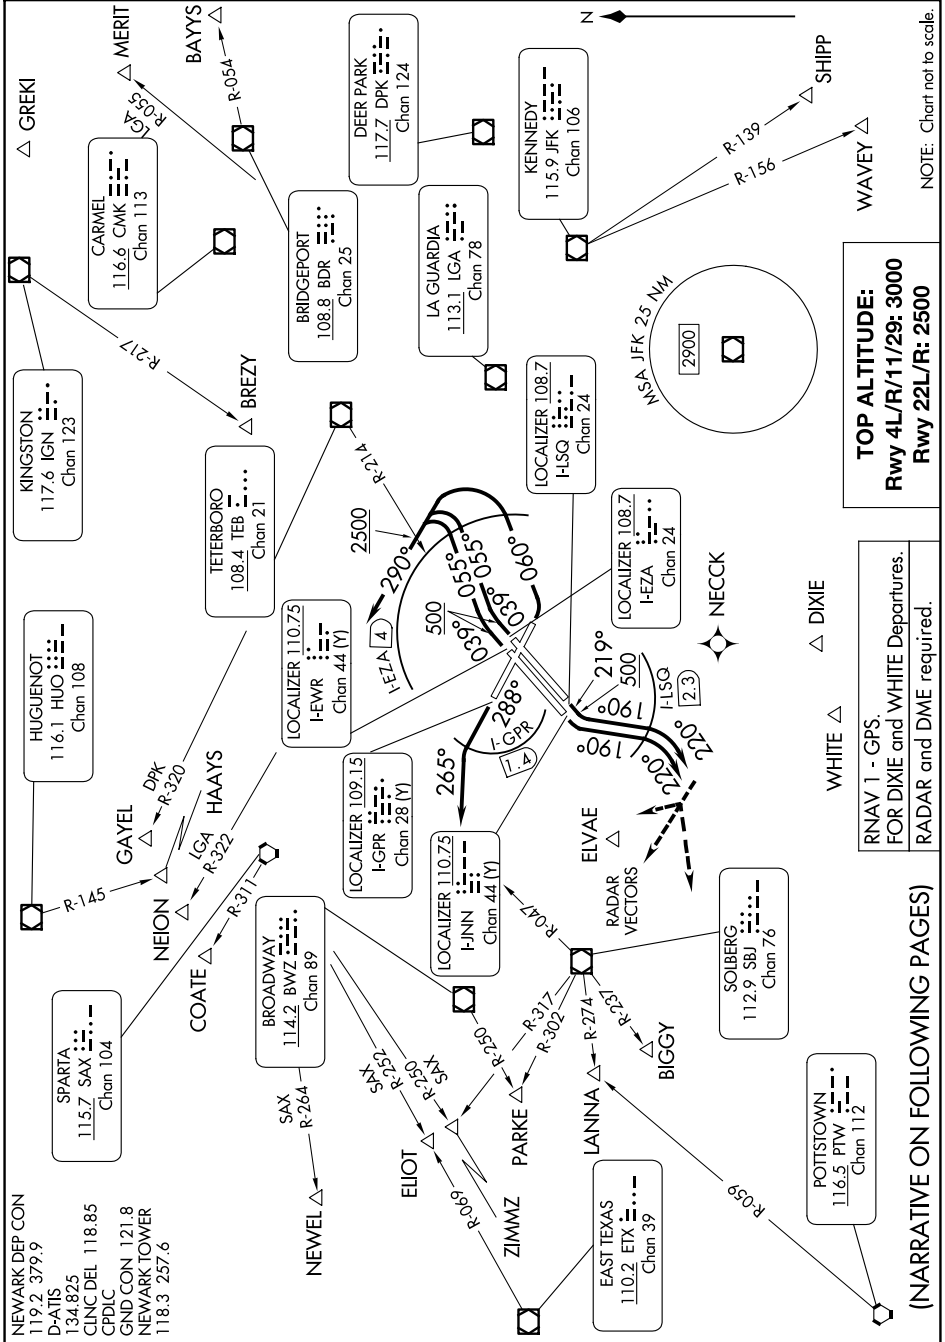 NEWARK DEP CON
119.2 379.9
D-ATIS
134.825
CLNC DEL 118.85
CPDLC
GND CON 121.8
NEWARK TOWER
118.3 257.6
SPARTA
115.7 SAX
Chan 104
HUGUENOT
116.1 HUO
Chan 108
KINGSTON
117.6 IGN
Chan 123
CARMEL
116.6 CMK
Chan 113
GREKI
MERIT
BAYYS
LGA
R-055
R-054
N
R-217
BREZY
R-145
GAYEL
DPK
R-320
HAAYS
NEION
LGA
R-322
COATE
R-311
TETERBORO
108.4 TEB
Chan 21
BRIDGEPORT
108.8 BDR
Chan 25
DEER PARK
117.7 DPK
Chan 124
LA GUARDIA
113.1 LGA
Chan 78
KENNEDY
115.9 JFK
Chan 106
R-139
SHIPP
R-156
WAVEY
BROADWAY
114.2 BWZ
Chan 89
SAX
R-264
NEWEL
SAX
R-252
R-250
SAX
ELIOT
R-069
ZIMMZ
R-250
PARKE
R-317
R-302
R-047
R-274
LANNA
R-237
BIGGY
R-059
EAST TEXAS
110.2 ETX
Chan 39
POTTSTOWN
116.5 PTW
Chan 112
SOLBERG
112.9 SBJ
Chan 76
LOCALIZER 110.75
I-EWR
Chan 44 (Y)
LOCALIZER 109.15
I-GPR
Chan 28 (Y)
LOCALIZER 110.75
I-JNN
Chan 44 (Y)
LOCALIZER 108.7
I-LSQ
Chan 24
LOCALIZER 108.7
I-EZA
Chan 24
R-214
2500
290°
I-EZA 4
055°
055°
500
039°
039°
060°
288°
265°
I-GPR
1.4
219°
500
190°
190°
I-LSQ
2.3
220°
220°
NECCK
ELVAE
RADAR
VECTORS
WHITE
DIXIE
MSA JFK 25 NM
2900
TOP ALTITUDE:
Rwy 4L/R/11/29: 3000
Rwy 22L/R: 2500
RNAV 1 - GPS.
FOR DIXIE and WHITE Departures.
RADAR and DME required.
NOTE: Chart not to scale.
(NARRATIVE ON FOLLOWING PAGES)